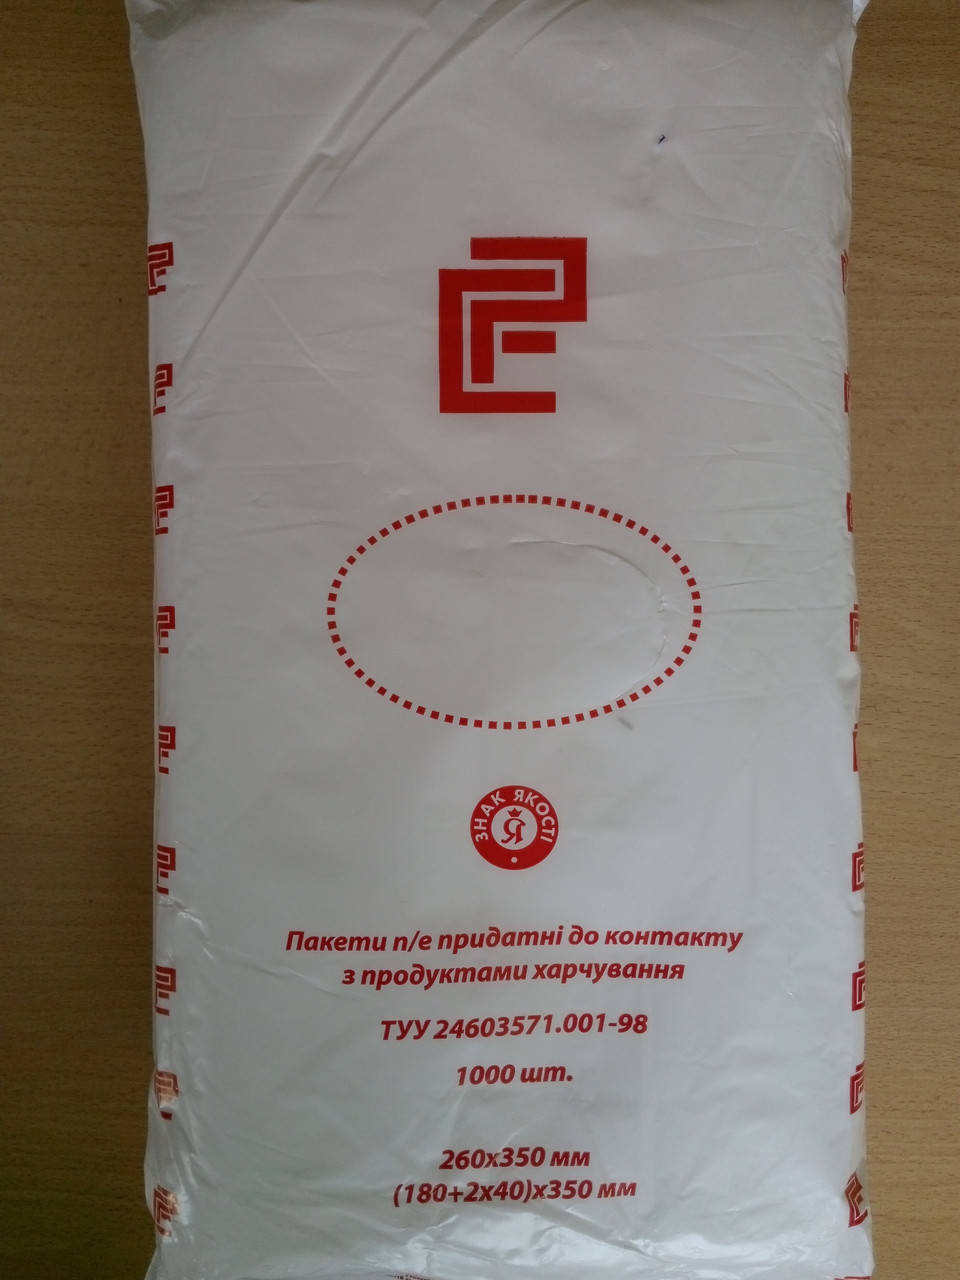 ЗНАК ЯКОСТІ
Я
Пакети п/е придатні до контакту
з продуктами харчування
ТУУ 24603571.001-98
1000 шт.
260х350 мм
(180+2х40)х350 мм